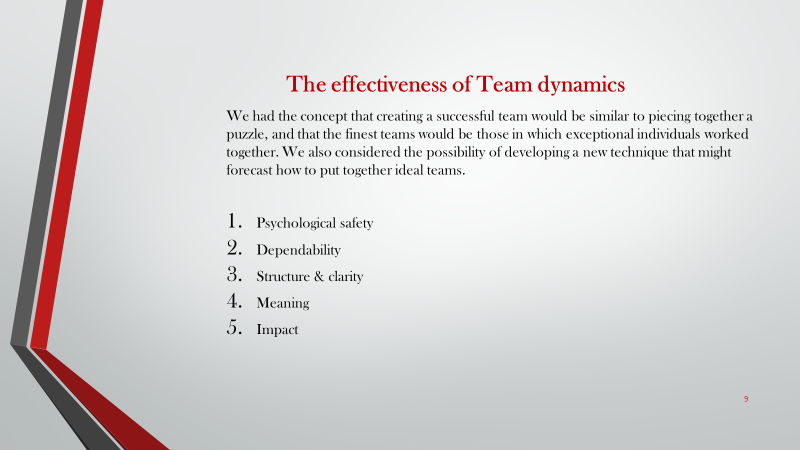 The effectiveness of Team dynamics
We had the concept that creating a successful team would be similar to piecing together a
puzzle, and that the finest teams would be those in which exceptional individuals worked
together. We also considered the possibility of developing a new technique that might
forecast how to put together ideal teams.
1. Psychological safety
2. Dependability
3. Structure & clarity
4. Meaning
5. Impact
9